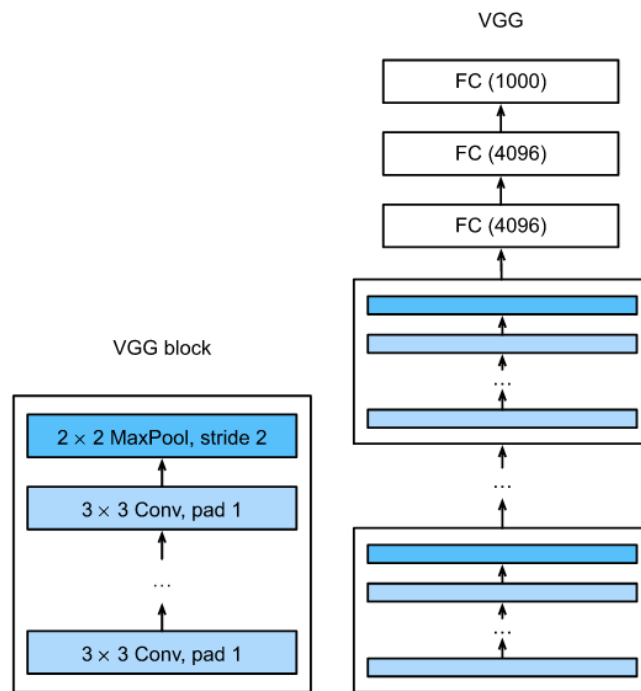 VGG
FC (1000)
FC (4096)
FC (4096)
...
...
...
VGG block
2 × 2 MaxPool, stride 2
3 × 3 Conv, pad 1
...
3 × 3 Conv, pad 1